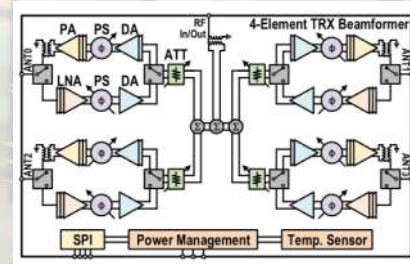 RF
In/Out
4-Element TRX Beamformer
PA PS DA
ATT
LNA PS DA
ANT0
ANT1
ANT2
ANT3
Σ Σ Σ
ϕ ϕ ϕ ϕ
ϕ ϕ ϕ ϕ
SPI
Power Management
Temp. Sensor